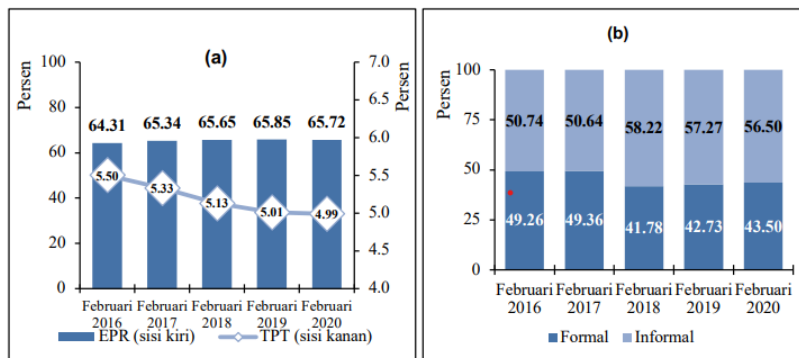 (a)
Persen
Persen
100
80
60
40
20
0
7.0
6.5
6.0
5.5
5.0
4.5
4.0
64.31 65.34 65.65 65.85 65.72
5.50 5.33 5.13 5.01 4.99
Februari Februari Februari Februari Februari
2016 2017 2018 2019 2020
EPR (sisi kiri) TPT (sisi kanan)
(b)
Persen
100
75
50
25
0
50.74 50.64 58.22 57.27 56.50
49.26 49.36 41.78 42.73 43.50
Februari Februari Februari Februari Februari
2016 2017 2018 2019 2020
Formal Informal